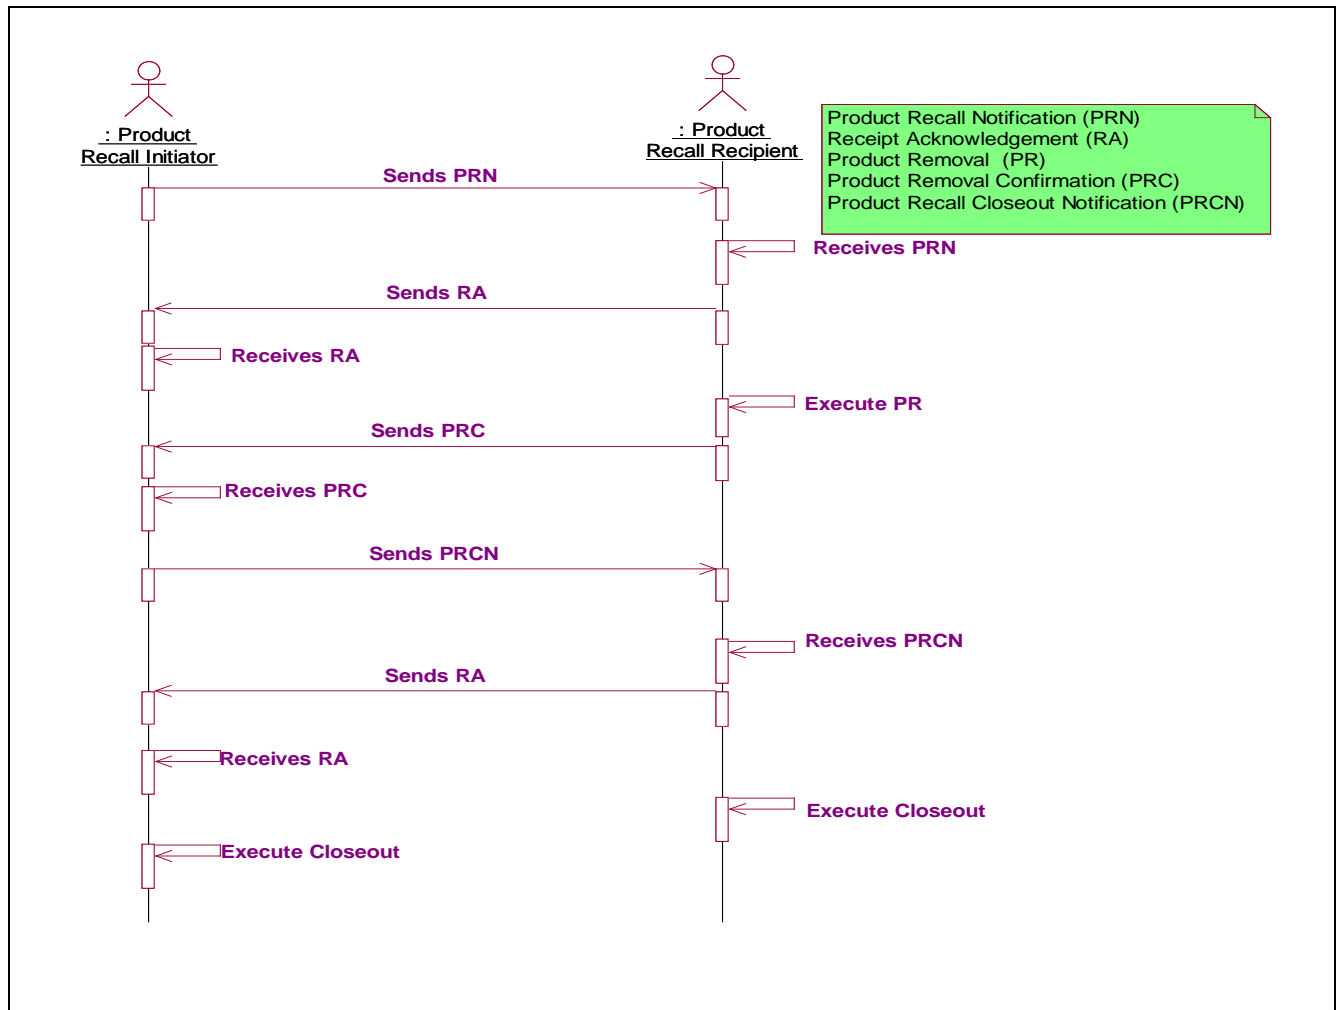 : Product
Recall Initiator
: Product
Recall Recipient
Product Recall Notification (PRN)
Receipt Acknowledgement (RA)
Product Removal  (PR)
Product Removal Confirmation (PRC)
Product Recall Closeout Notification (PRCN)
Sends PRN
Receives PRN
Sends RA
Receives RA
Execute PR
Sends PRC
Receives PRC
Sends PRCN
Receives PRCN
Sends RA
Receives RA
Execute Closeout
Execute Closeout